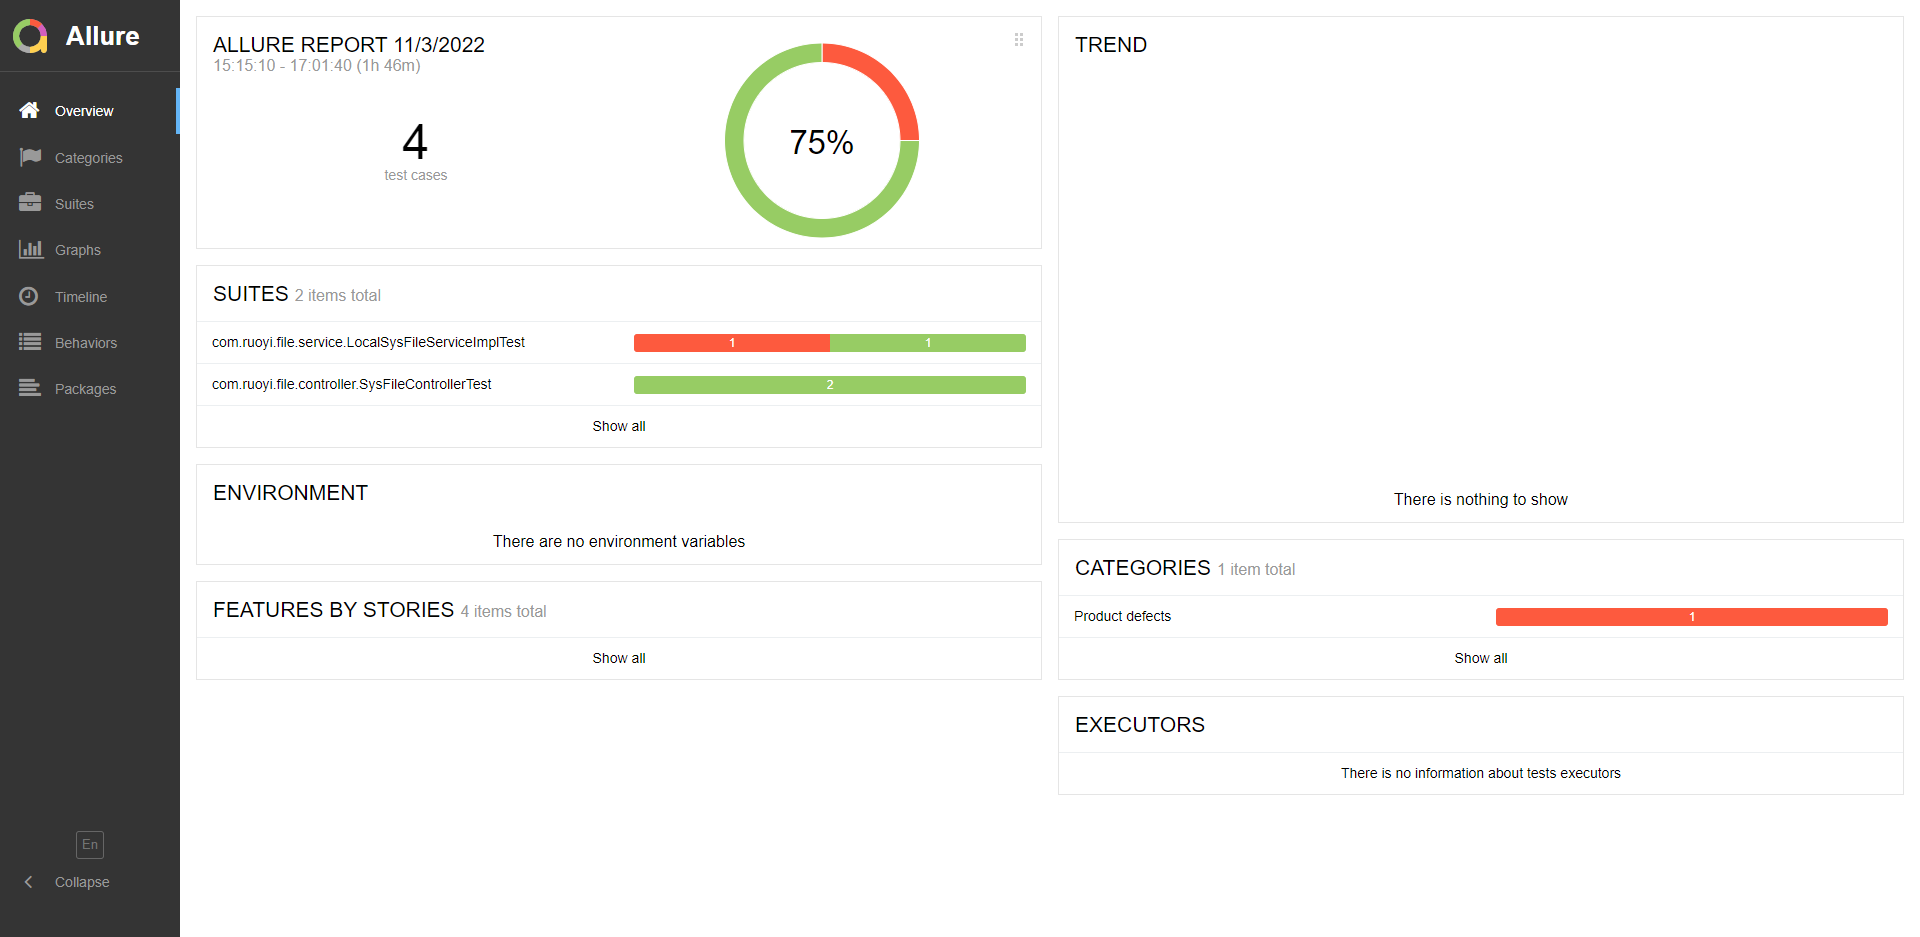 Allure
Overview
Categories
Suites
Graphs
Timeline
Behaviors
Packages
En
Collapse
ALLURE REPORT 11/3/2022
15:15:10 - 17:01:40 (1h 46m)
4
test cases
75%
SUITES 2 items total
com.ruoyi.file.service.LocalSysFileServiceImplTest 1 1
com.ruoyi.file.controller.SysFileControllerTest 2
Show all
ENVIRONMENT
There are no environment variables
FEATURES BY STORIES 4 items total
Show all
TREND
There is nothing to show
CATEGORIES 1 item total
Product defects 1
Show all
EXECUTORS
There is no information about tests executors